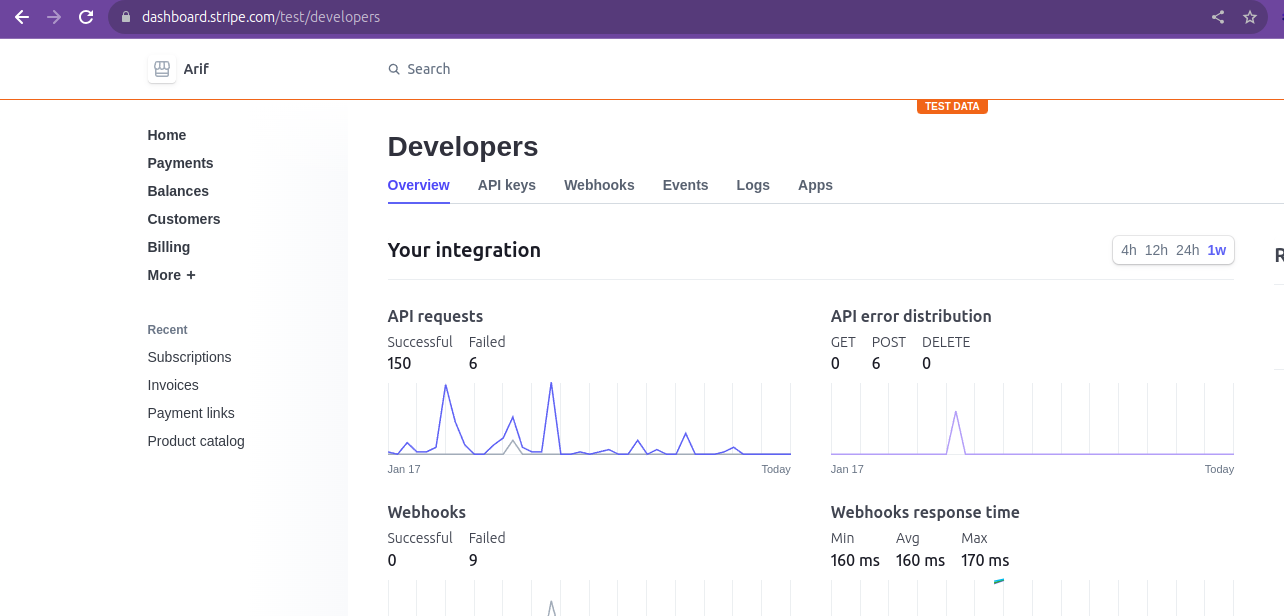 dashboard.stripe.com/test/developers
Arif
Search
TEST DATA
Home
Payments
Balances
Customers
Billing
More +
Recent
Subscriptions
Invoices
Payment links
Product catalog
Developers
Overview API keys Webhooks Events Logs Apps
Your integration
4h 12h 24h 1w
R
API requests
Successful Failed
150 6
Jan 17 Today
API error distribution
GET POST DELETE
0 6 0
Jan 17 Today
Webhooks
Successful Failed
0 9
Webhooks response time
Min Avg Max
160 ms 160 ms 170 ms